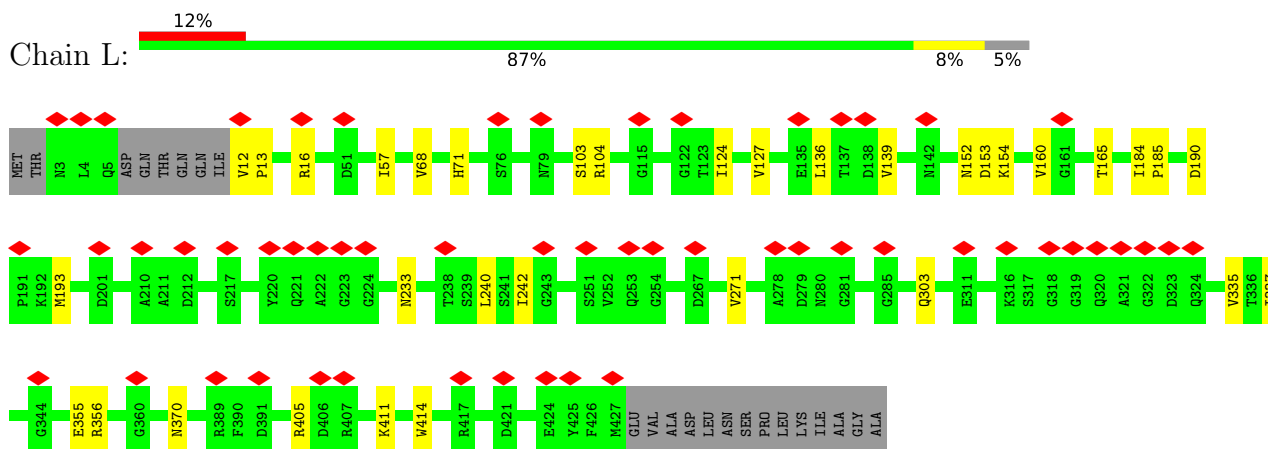 12%
Chain L:
87% 8% 5%
MET THR N3 L4 Q5 ASP GLN THR GLN GLN ILE V12 P13 R16 D51 I57 V68 H71 S76 N79 S103 R104 G115 G122 T123 I124 V127 E135 L136 T137 D138 V139 N142 N152 D153 K154 V160 G161 T165 I184 P185 D190
P191 K192 M193 D201 A210 A211 D212 S217 Y220 Q221 A222 G223 G224 N233 T238 S239 L240 S241 I242 G243 S251 V252 Q253 G254 D267 V271 A278 D279 N280 G281 G285 Q303 E311 K316 S317 G318 G319 Q320 A321 G322 D323 Q324 V335 T336
G344 E355 R356 G360 N370 R389 F390 D391 R405 D406 R407 K411 W414 R417 D421 E424 Y425 F426 M427 GLU VAL ALA ASP LEU ASN SER PRO LEU LYS ILE ALA GLY ALA